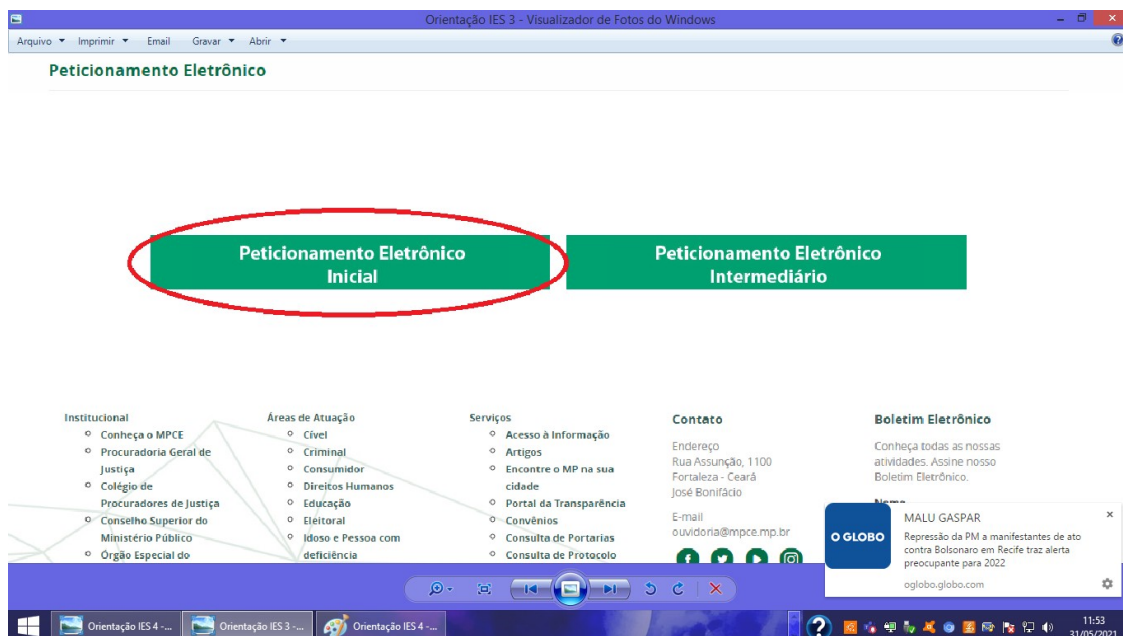 Orientação IES 3 - Visualizador de Fotos do Windows
Arquivo Imprimir Email Gravar Abrir
Peticionamento Eletrônico
Peticionamento Eletrônico
Inicial
Peticionamento Eletrônico
Intermediário
Institucional
Conheça o MPCE
Procuradoria Geral de
Justiça
Colégio de
Procuradores de Justiça
Conselho Superior do
Ministério Público
Órgão Especial do
Áreas de Atuação
Cível
Criminal
Consumidor
Direitos Humanos
Educação
Eleitoral
Idoso e Pessoa com
deficiência
Serviços
Acesso à Informação
Artigos
Encontre o MP na sua
cidade
Portal da Transparência
Convênios
Consulta de Portarias
Consulta de Protocolo
Contato
Endereço
Rua Assunção, 1100
Fortaleza - Ceará
José Bonifácio
E-mail
ouvidoria@mpce.mp.br
Boletim Eletrônico
Conheça todas as nossas
atividades. Assine nosso
Boletim Eletrônico.
Nome
O GLOBO
MALU GASPAR
Repressão da PM a manifestantes de ato
contra Bolsonaro em Recife traz alerta
preocupante para 2022
oglobo.globo.com
Orientação IES 4 -... Orientação IES 3 -... Orientação IES 4 -...
11:53
31/05/2021